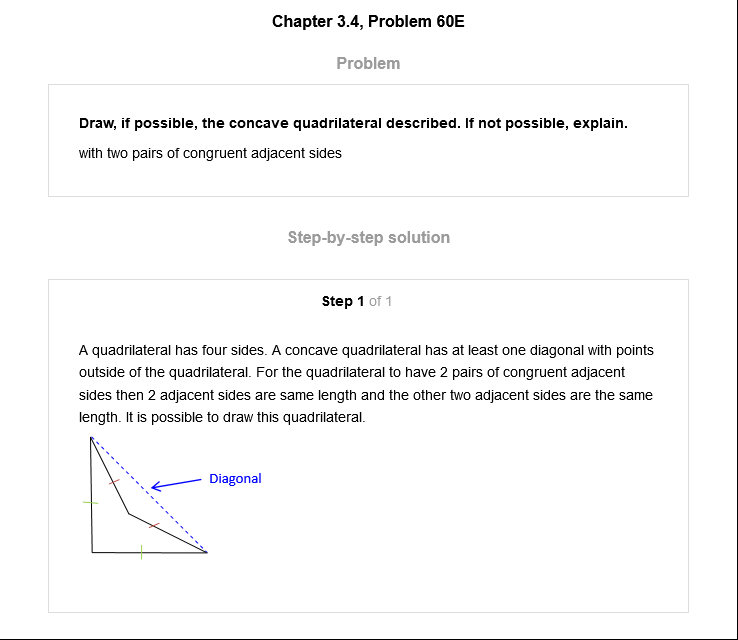 Chapter 3.4, Problem 60E
Problem
Draw, if possible, the concave quadrilateral described. If not possible, explain.
with two pairs of congruent adjacent sides
Step-by-step solution
Step 1 of 1
A quadrilateral has four sides. A concave quadrilateral has at least one diagonal with points
outside of the quadrilateral. For the quadrilateral to have 2 pairs of congruent adjacent
sides then 2 adjacent sides are same length and the other two adjacent sides are the same
length. It is possible to draw this quadrilateral.
Diagonal